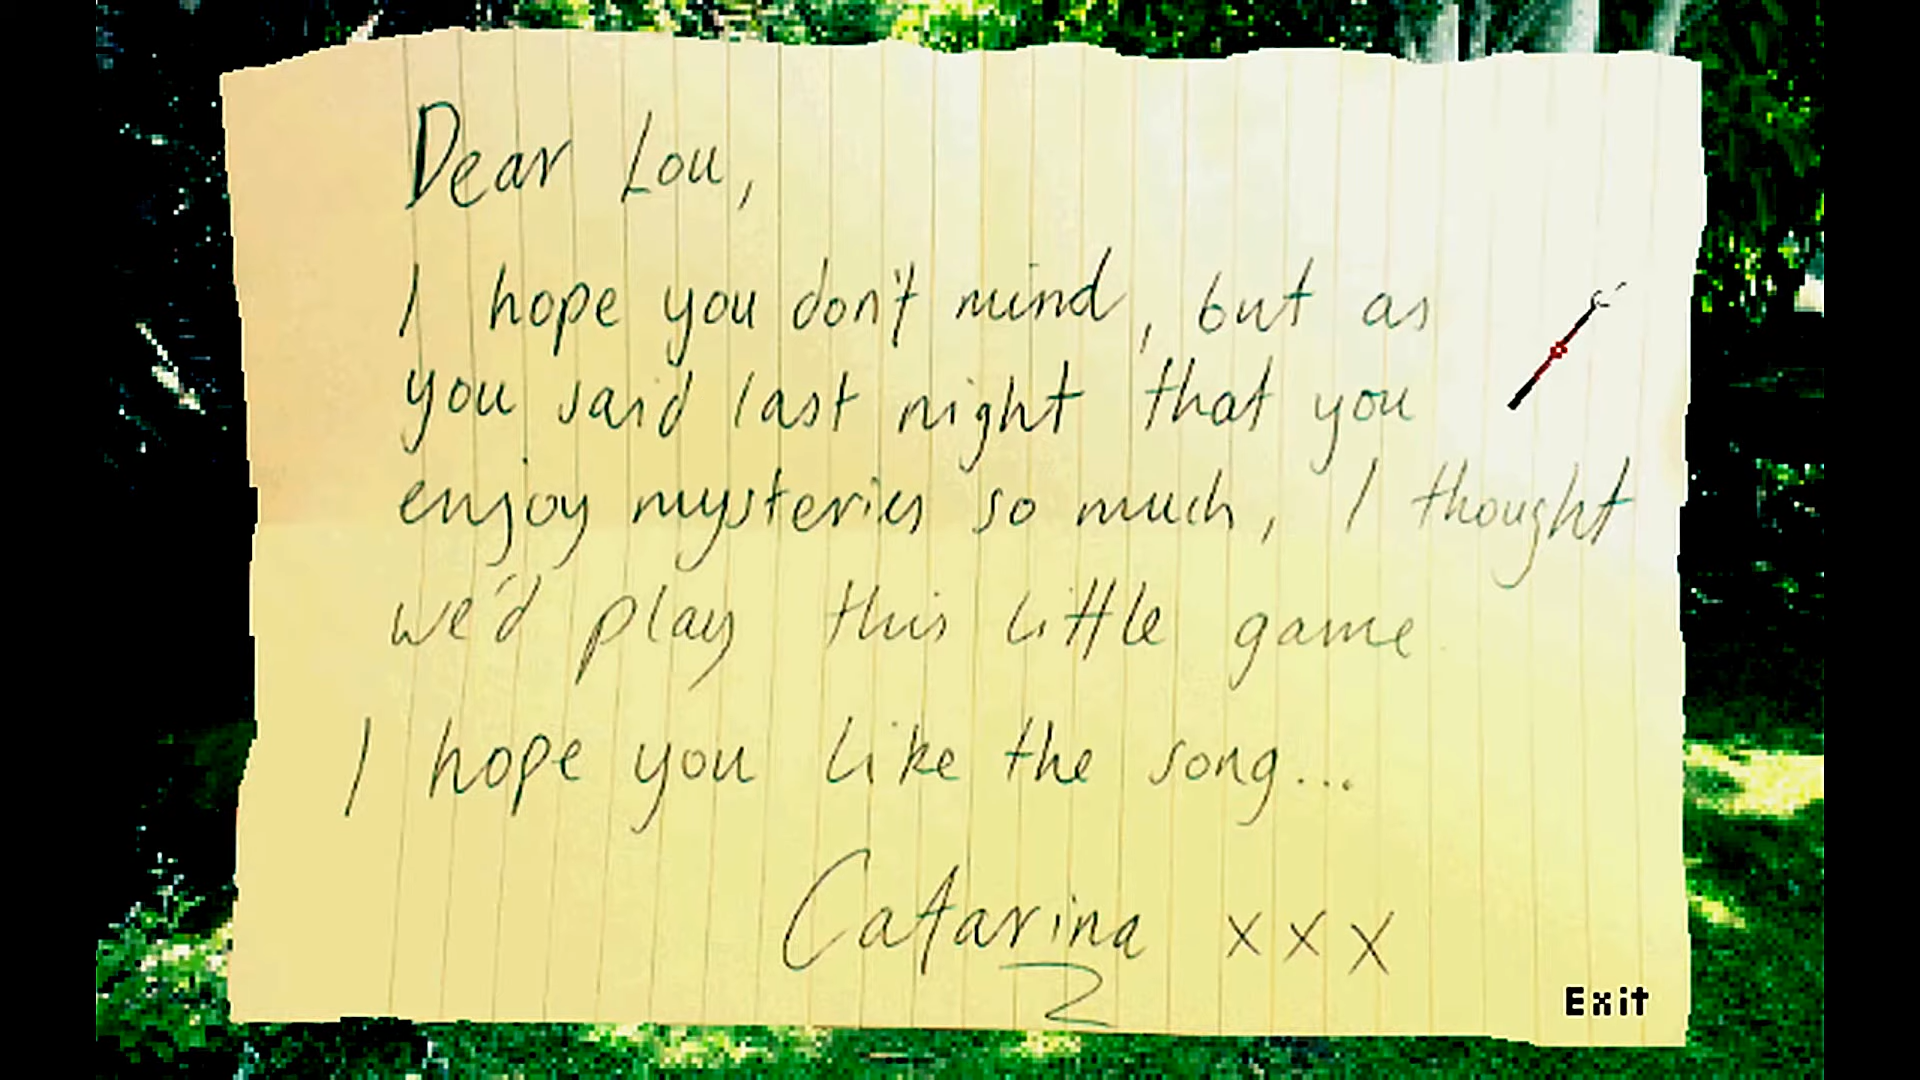 Dear Lou,
I hope you don't mind, but as
you said last night that you
enjoy mysteries so much, I thought
we'd play this little game.
I hope you like the song...
Catarina xxx
Exit